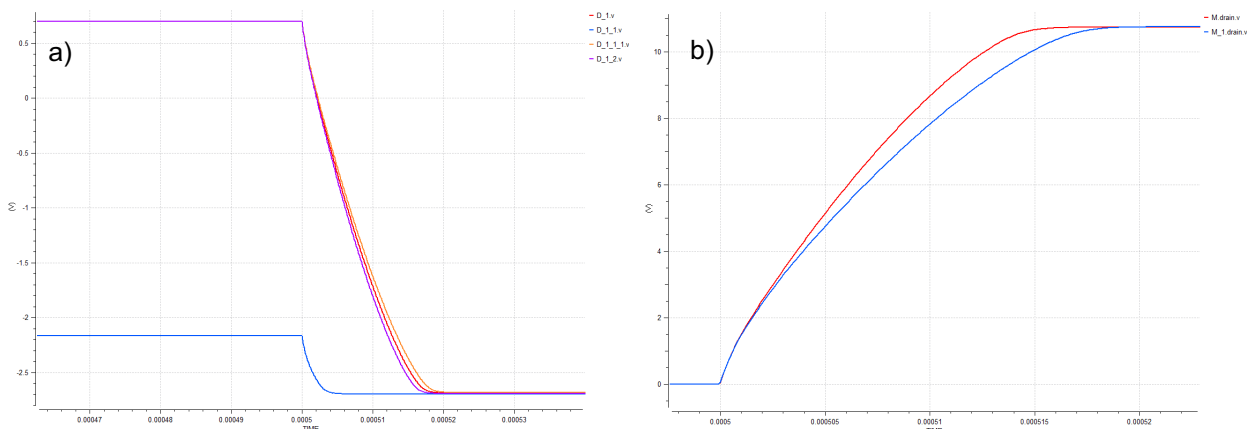 a)
D_1.v
D_1_1.v
D_1_1_1.v
D_1_2.v
0.5
0
-0.5
-1
-1.5
-2
-2.5
(V)
0.00047
0.00048
0.00049
0.0005
0.00051
0.00052
0.00053
TIME
b)
M.drain.v
M_1.drain.v
10
8
6
4
2
0
(V)
0.0005
0.000505
0.00051
0.000515
0.00052
TIME